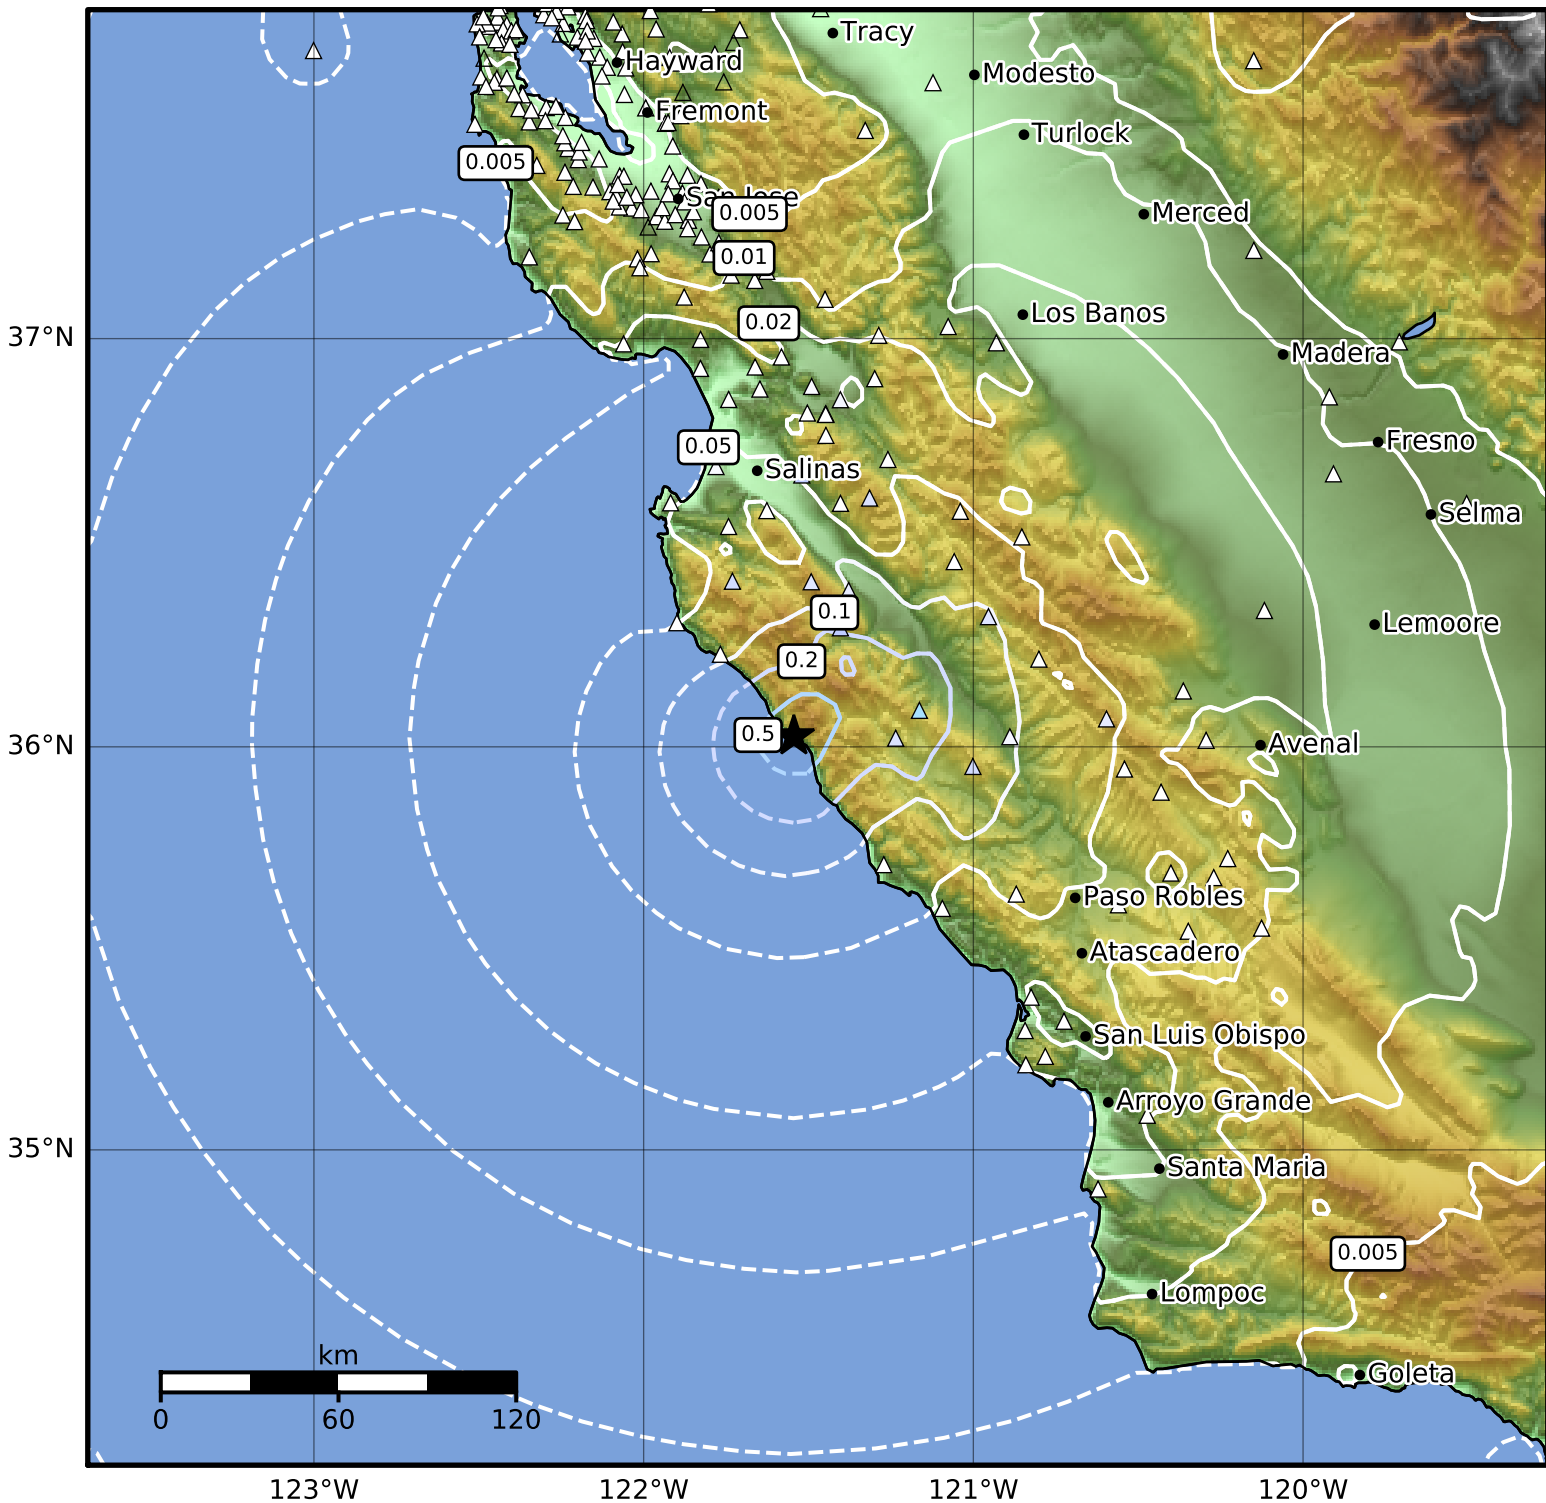 Tracy
Hayward
Modesto
Fremont
Turlock
0.005
San Jose
0.005
Merced
0.01
Los Banos
0.02
37°N
Madera
0.05
Fresno
Salinas
Selma
0.1
Lemoore
0.2
0.5
36°N
Avenal
Paso Robles
Atascadero
San Luis Obispo
Arroyo Grande
35°N
Santa Maria
0.005
Lompoc
km
Goleta
0 60 120
123°W 122°W 121°W 120°W